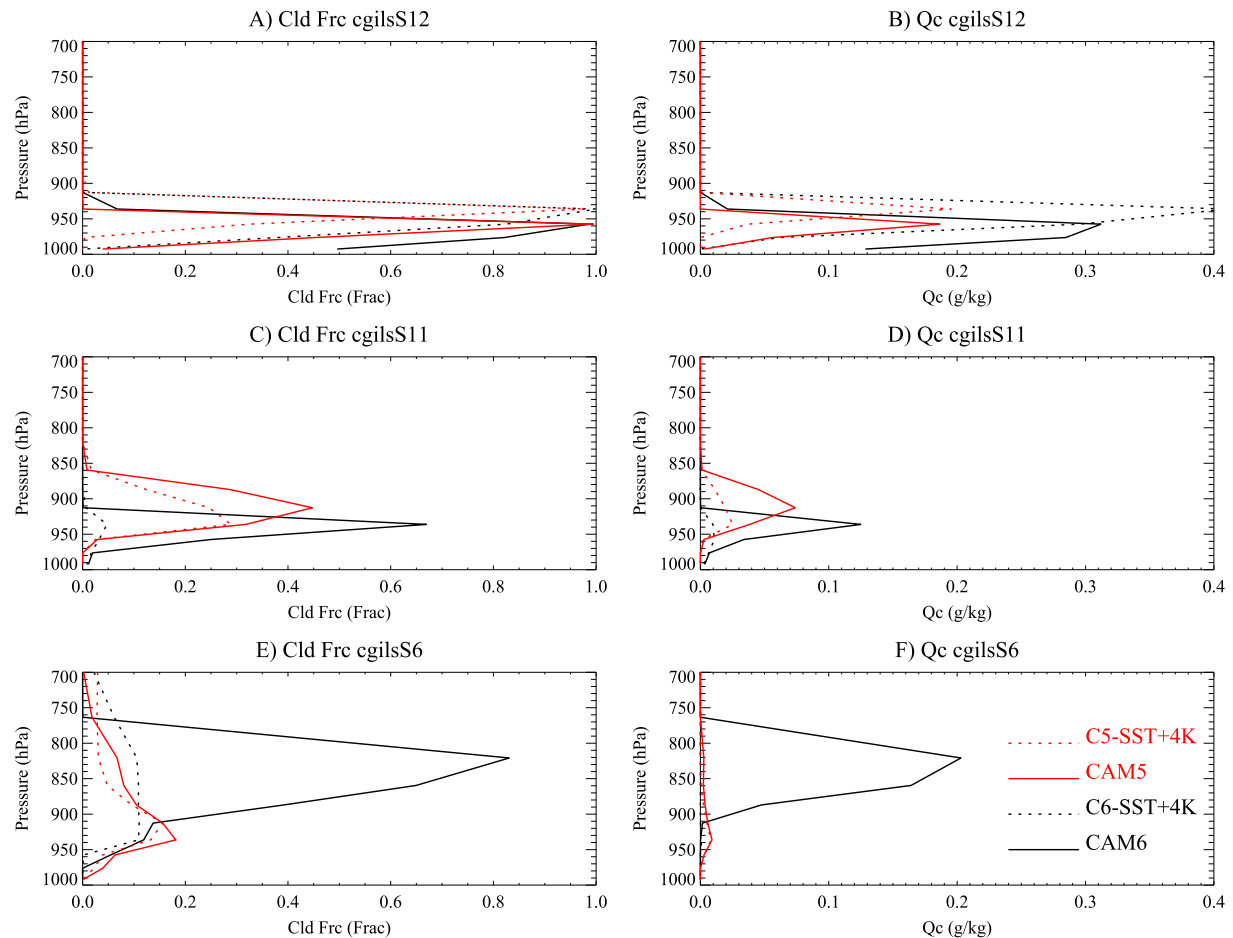 A) Cld Frc cgilsS12
700
750
800
850
900
950
1000
Pressure (hPa)
0.0 0.2 0.4 0.6 0.8 1.0
Cld Frc (Frac)
B) Qc cgilsS12
700
750
800
850
900
950
1000
Pressure (hPa)
0.0 0.1 0.2 0.3 0.4
Qc (g/kg)
C) Cld Frc cgilsS11
700
750
800
850
900
950
1000
Pressure (hPa)
0.0 0.2 0.4 0.6 0.8 1.0
Cld Frc (Frac)
D) Qc cgilsS11
700
750
800
850
900
950
1000
Pressure (hPa)
0.0 0.1 0.2 0.3 0.4
Qc (g/kg)
E) Cld Frc cgilsS6
700
750
800
850
900
950
1000
Pressure (hPa)
0.0 0.2 0.4 0.6 0.8 1.0
Cld Frc (Frac)
F) Qc cgilsS6
700
750
800
850
900
950
1000
Pressure (hPa)
0.0 0.1 0.2 0.3 0.4
Qc (g/kg)
C5-SST+4K
CAM5
C6-SST+4K
CAM6